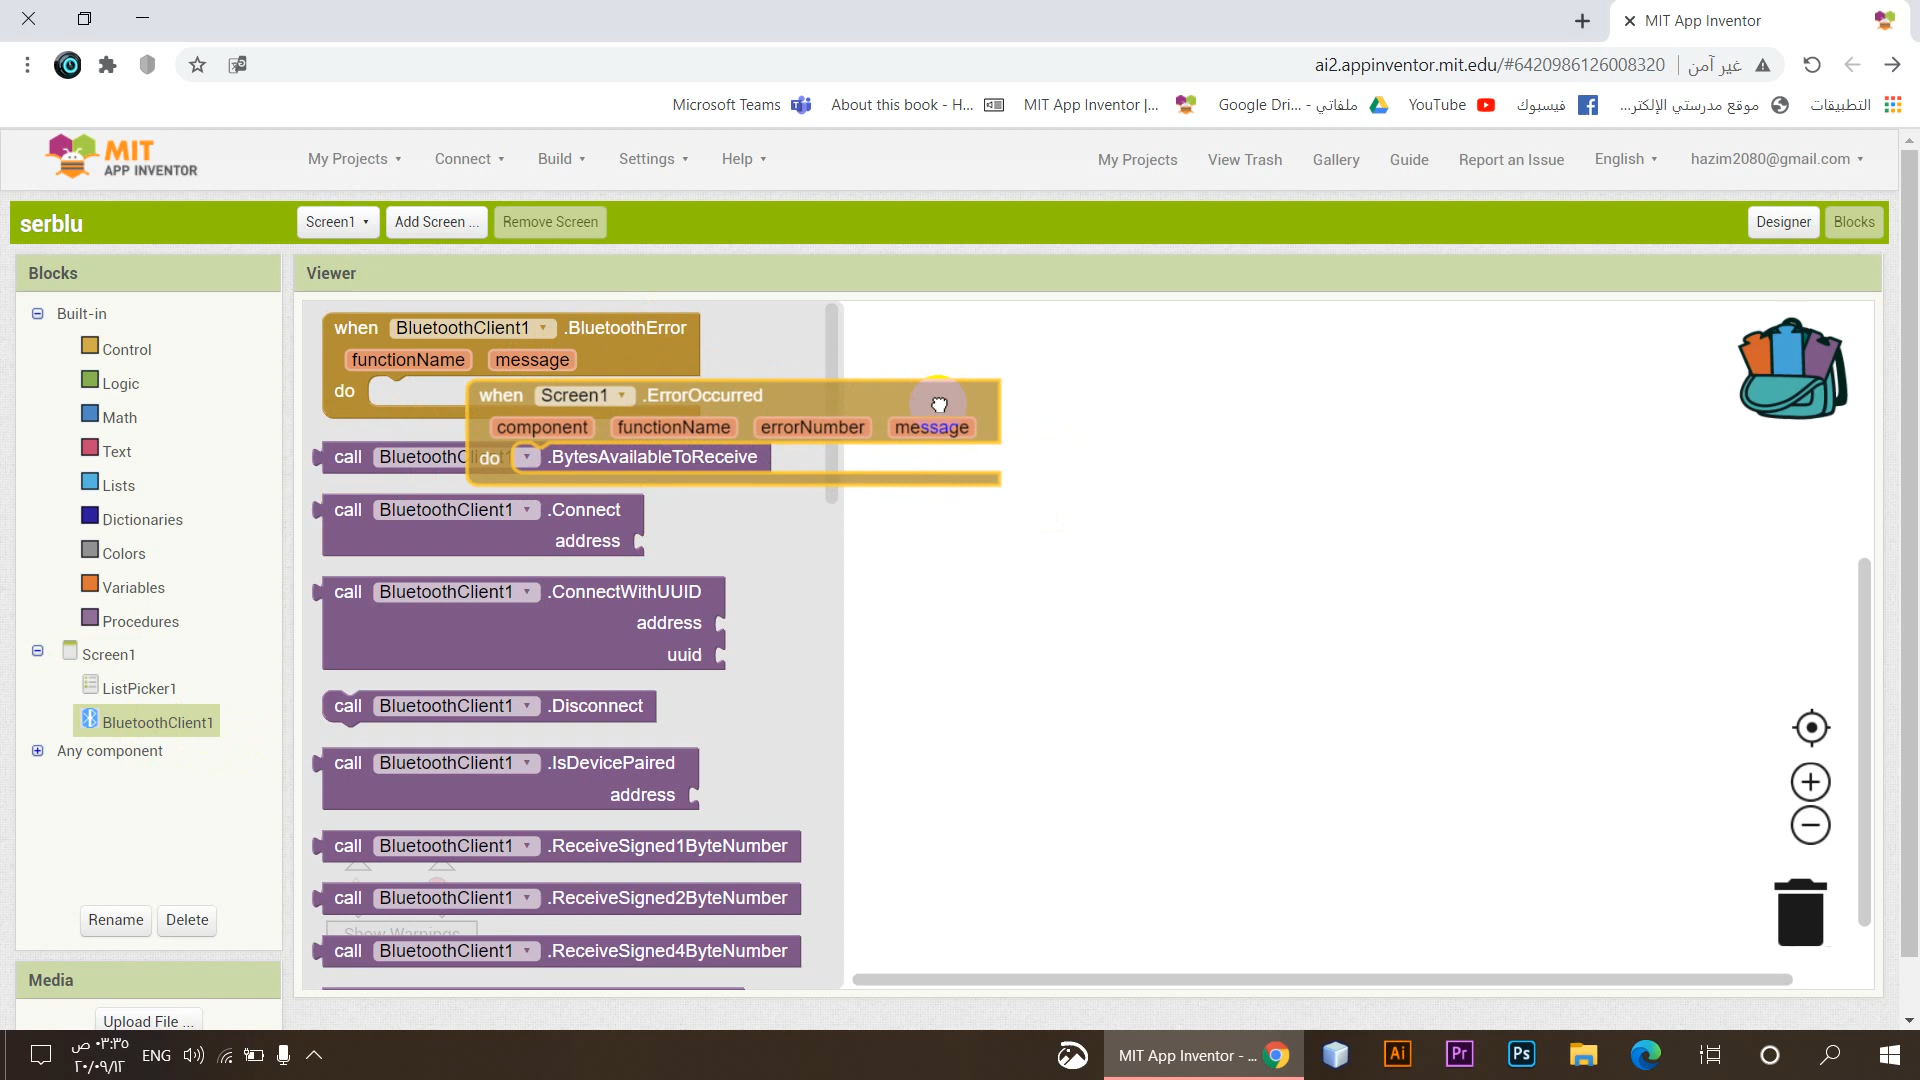 MIT App Inventor
ai2.appinventor.mit.edu/#6420986126008320
غير آمن
Microsoft Teams
About this book - H...
MIT App Inventor |...
Google Dri... - ملفاتي
YouTube
فيسبوك
موقع مدرستي الإلكتر...
التطبيقات
MIT
APP INVENTOR
My Projects
Connect
Build
Settings
Help
My Projects
View Trash
Gallery
Guide
Report an Issue
English
hazim2080@gmail.com
serblu
Screen1
Add Screen ...
Remove Screen
Designer
Blocks
Blocks
Viewer
Built-in
Control
Logic
Math
Text
Lists
Dictionaries
Colors
Variables
Procedures
Screen1
ListPicker1
BluetoothClient1
Any component
Rename
Delete
Media
Upload File ...
when BluetoothClient1 .BluetoothError
functionName message
do
when Screen1 .ErrorOccurred
component functionName errorNumber message
do
call BluetoothCl .BytesAvailableToReceive
call BluetoothClient1 .Connect
address
call BluetoothClient1 .ConnectWithUUID
address
uuid
call BluetoothClient1 .Disconnect
call BluetoothClient1 .IsDevicePaired
address
call BluetoothClient1 .ReceiveSigned1ByteNumber
call BluetoothClient1 .ReceiveSigned2ByteNumber
Show Warnings
call BluetoothClient1 .ReceiveSigned4ByteNumber
٠٣:٣٥ ص
٢٠/٠٩/١٢
ENG
MIT App Inventor - ...
Ai
Pr
Ps